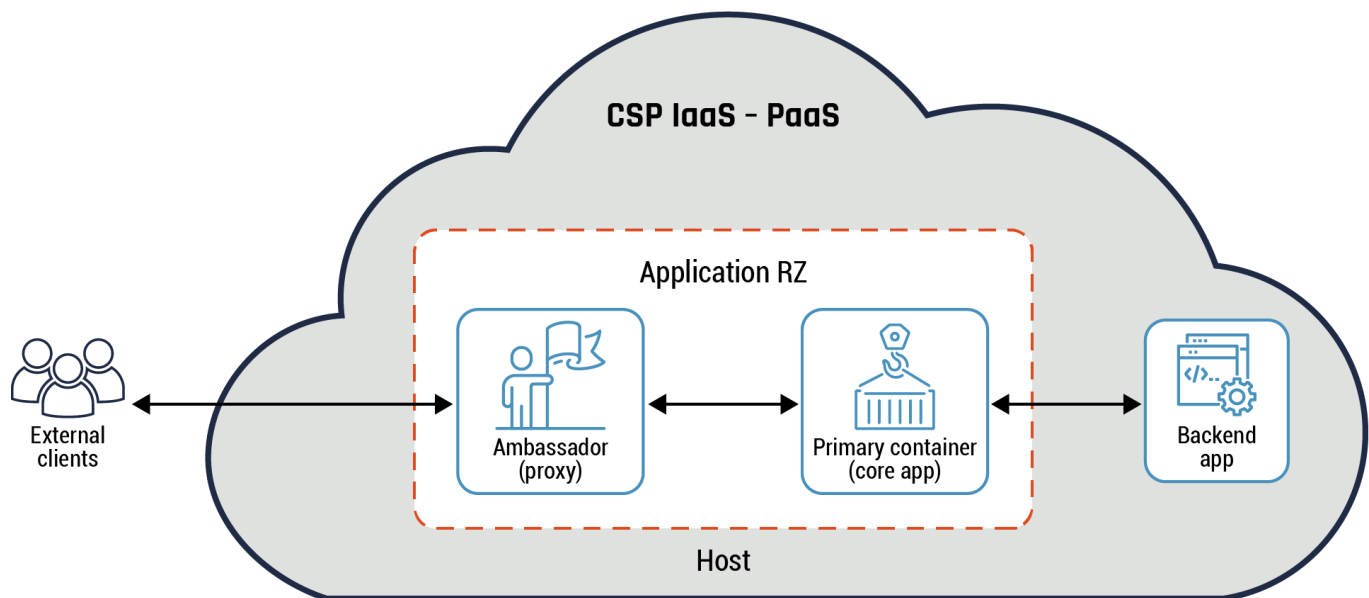 CSP IaaS – PaaS
Application RZ
External
clients
Ambassador
(proxy)
Primary container
(core app)
</>...
Backend
app
Host